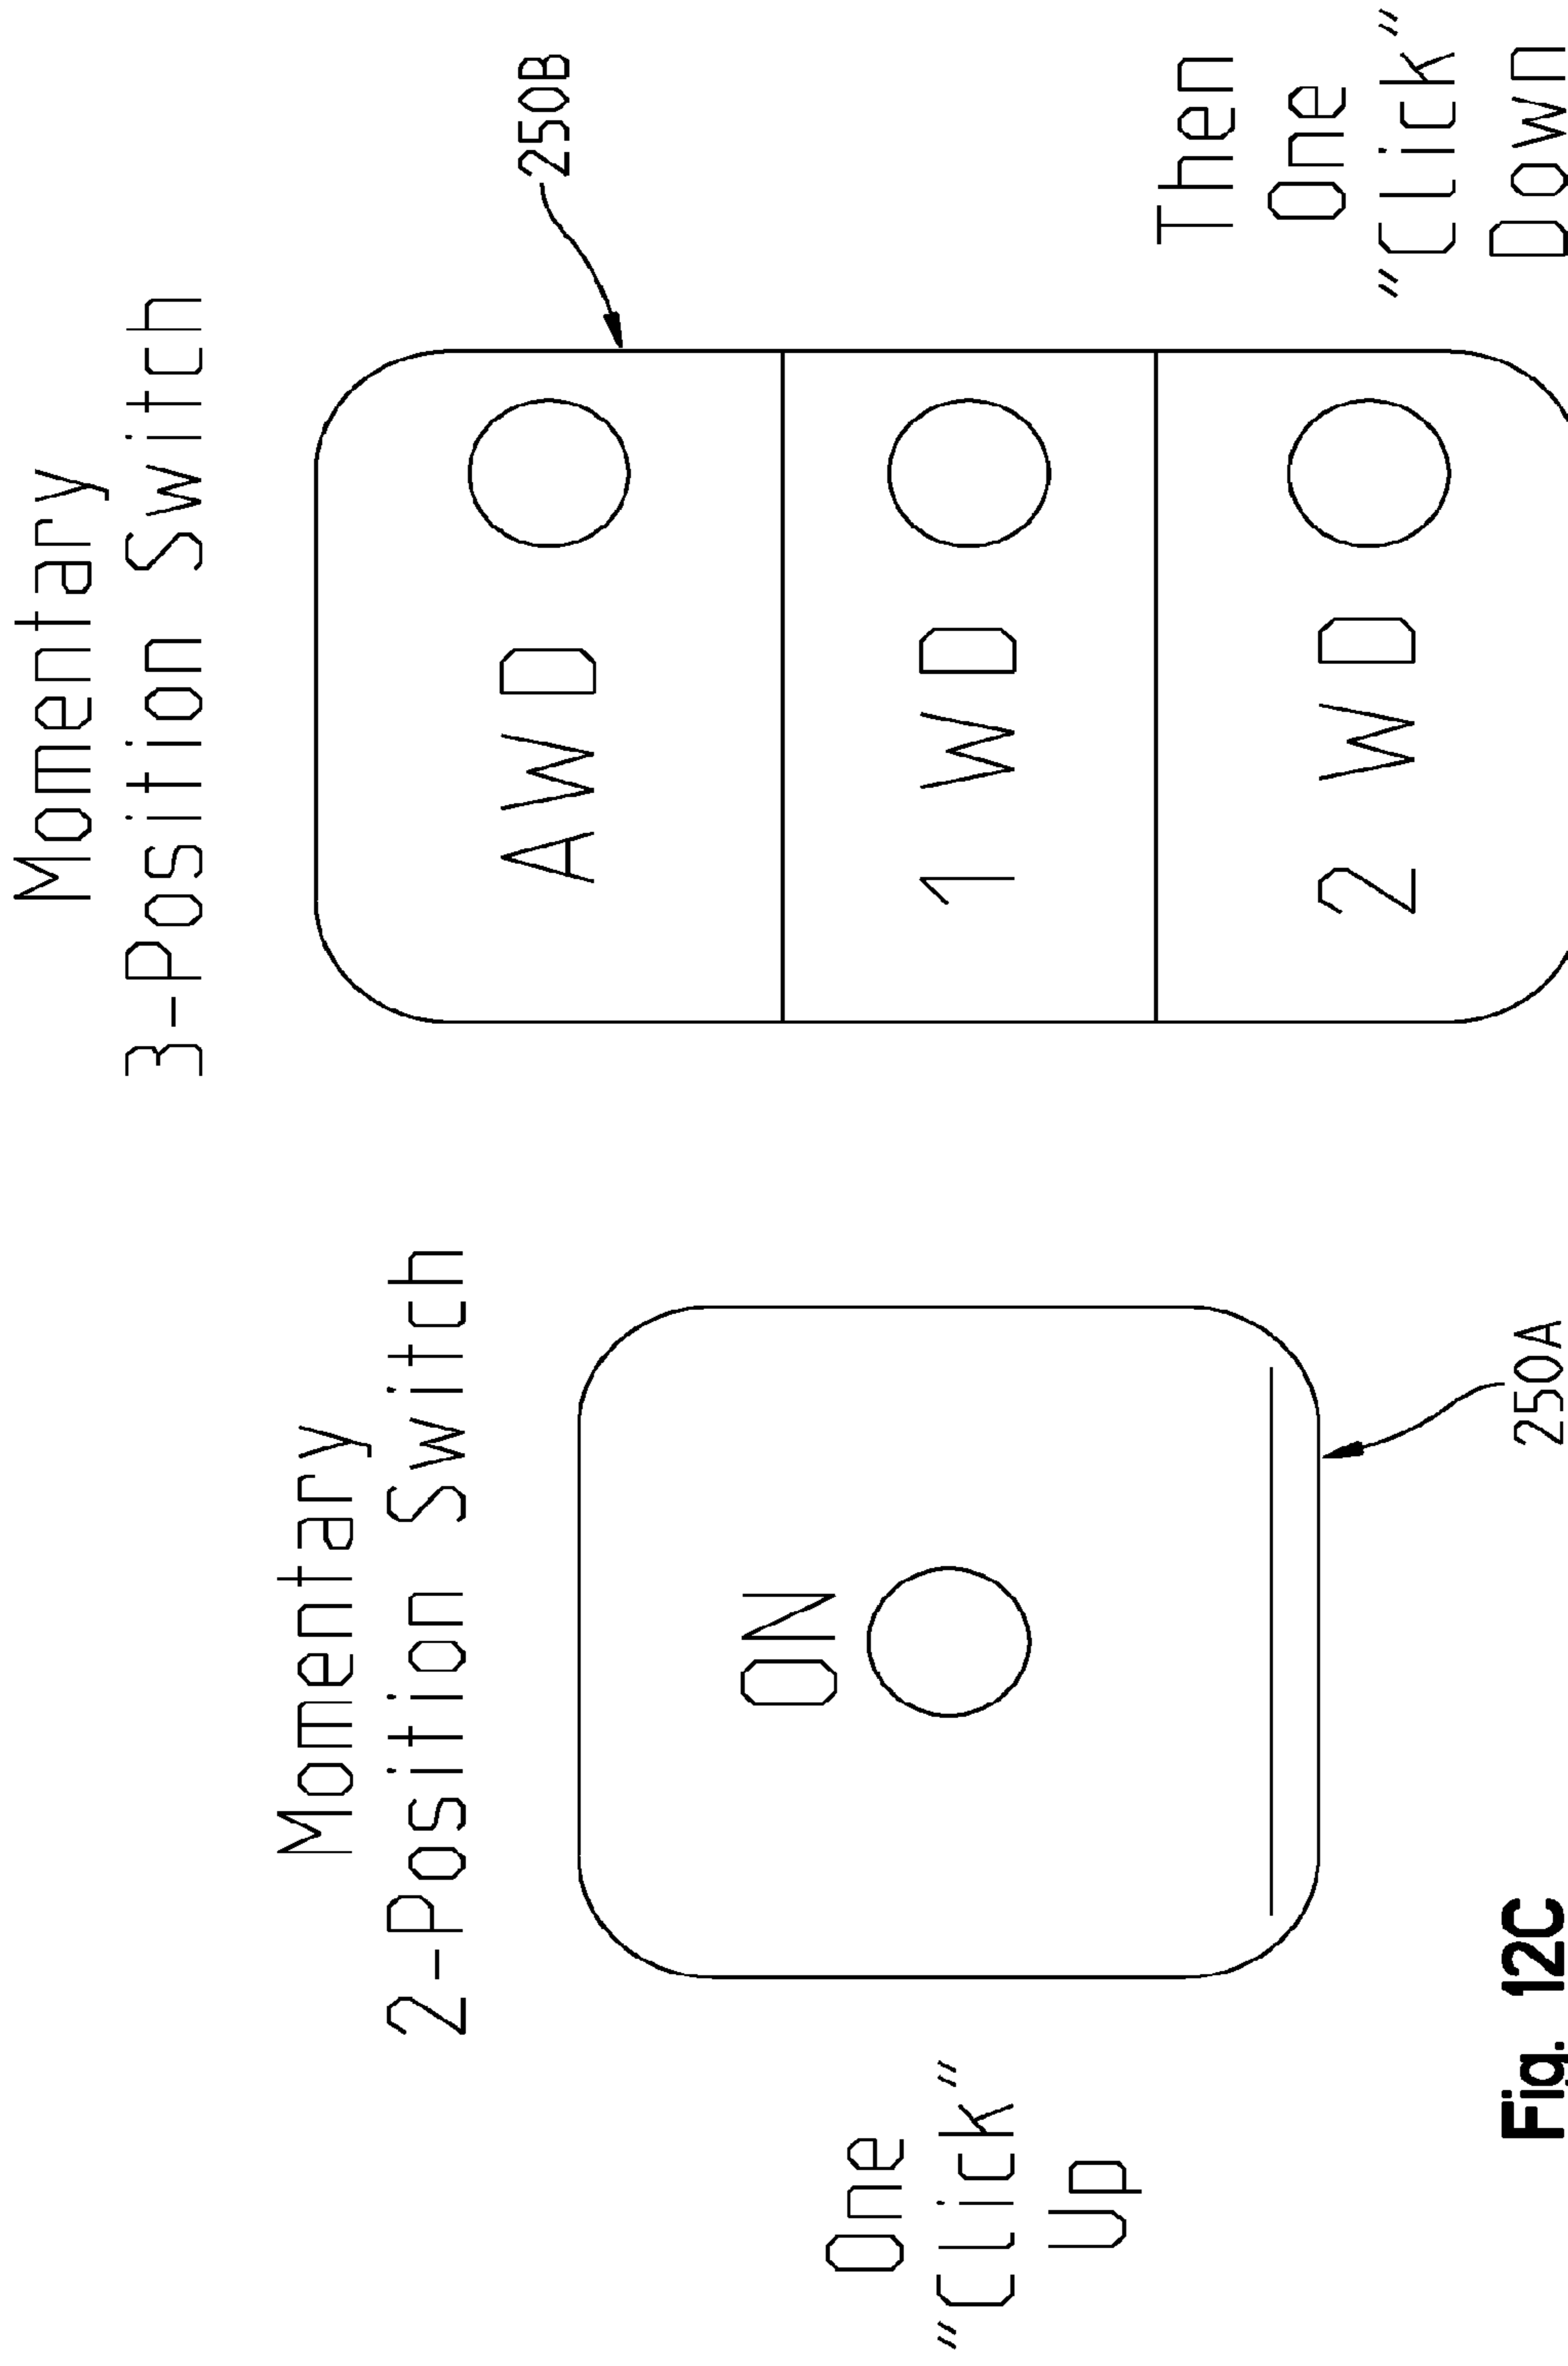 Momentary
2-Position Switch
One
"Click"
Up
ON
250A
Momentary
3-Position Switch
250B
AWD
1 WD
2 WD
Then
One
"Click"
Down
Fig. 12C